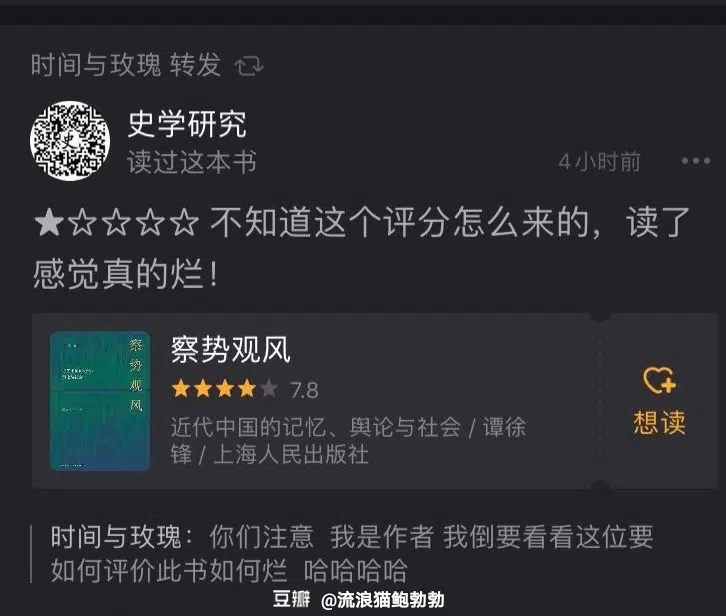 时间与玫瑰 转发
史学研究
读过这本书
4小时前
★☆☆☆☆ 不知道这个评分怎么来的，读了
感觉真的烂！
察势观风
察势观风
7.8
近代中国的记忆、舆论与社会 / 谭徐
锋 / 上海人民出版社
想读
时间与玫瑰：你们注意 我是作者 我倒要看看这位要
如何评价此书如何烂 哈哈哈哈
豆瓣 @流浪猫鲍勃勃